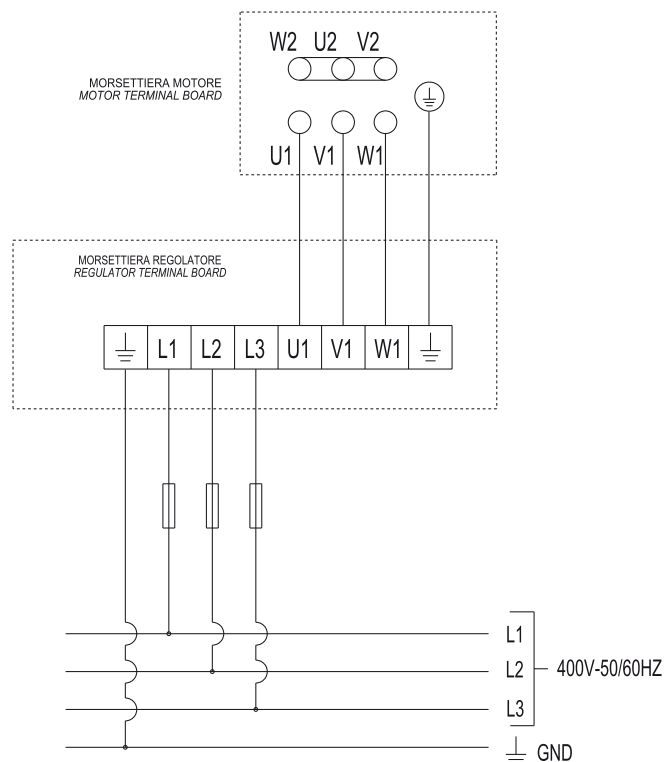 W2 U2 V2
MORSETTIERA MOTORE
MOTOR TERMINAL BOARD
U1 V1 W1
MORSETTIERA REGOLATORE
REGULATOR TERMINAL BOARD
L1 L2 L3 U1 V1 W1
L1
L2
400V-50/60HZ
L3
GND